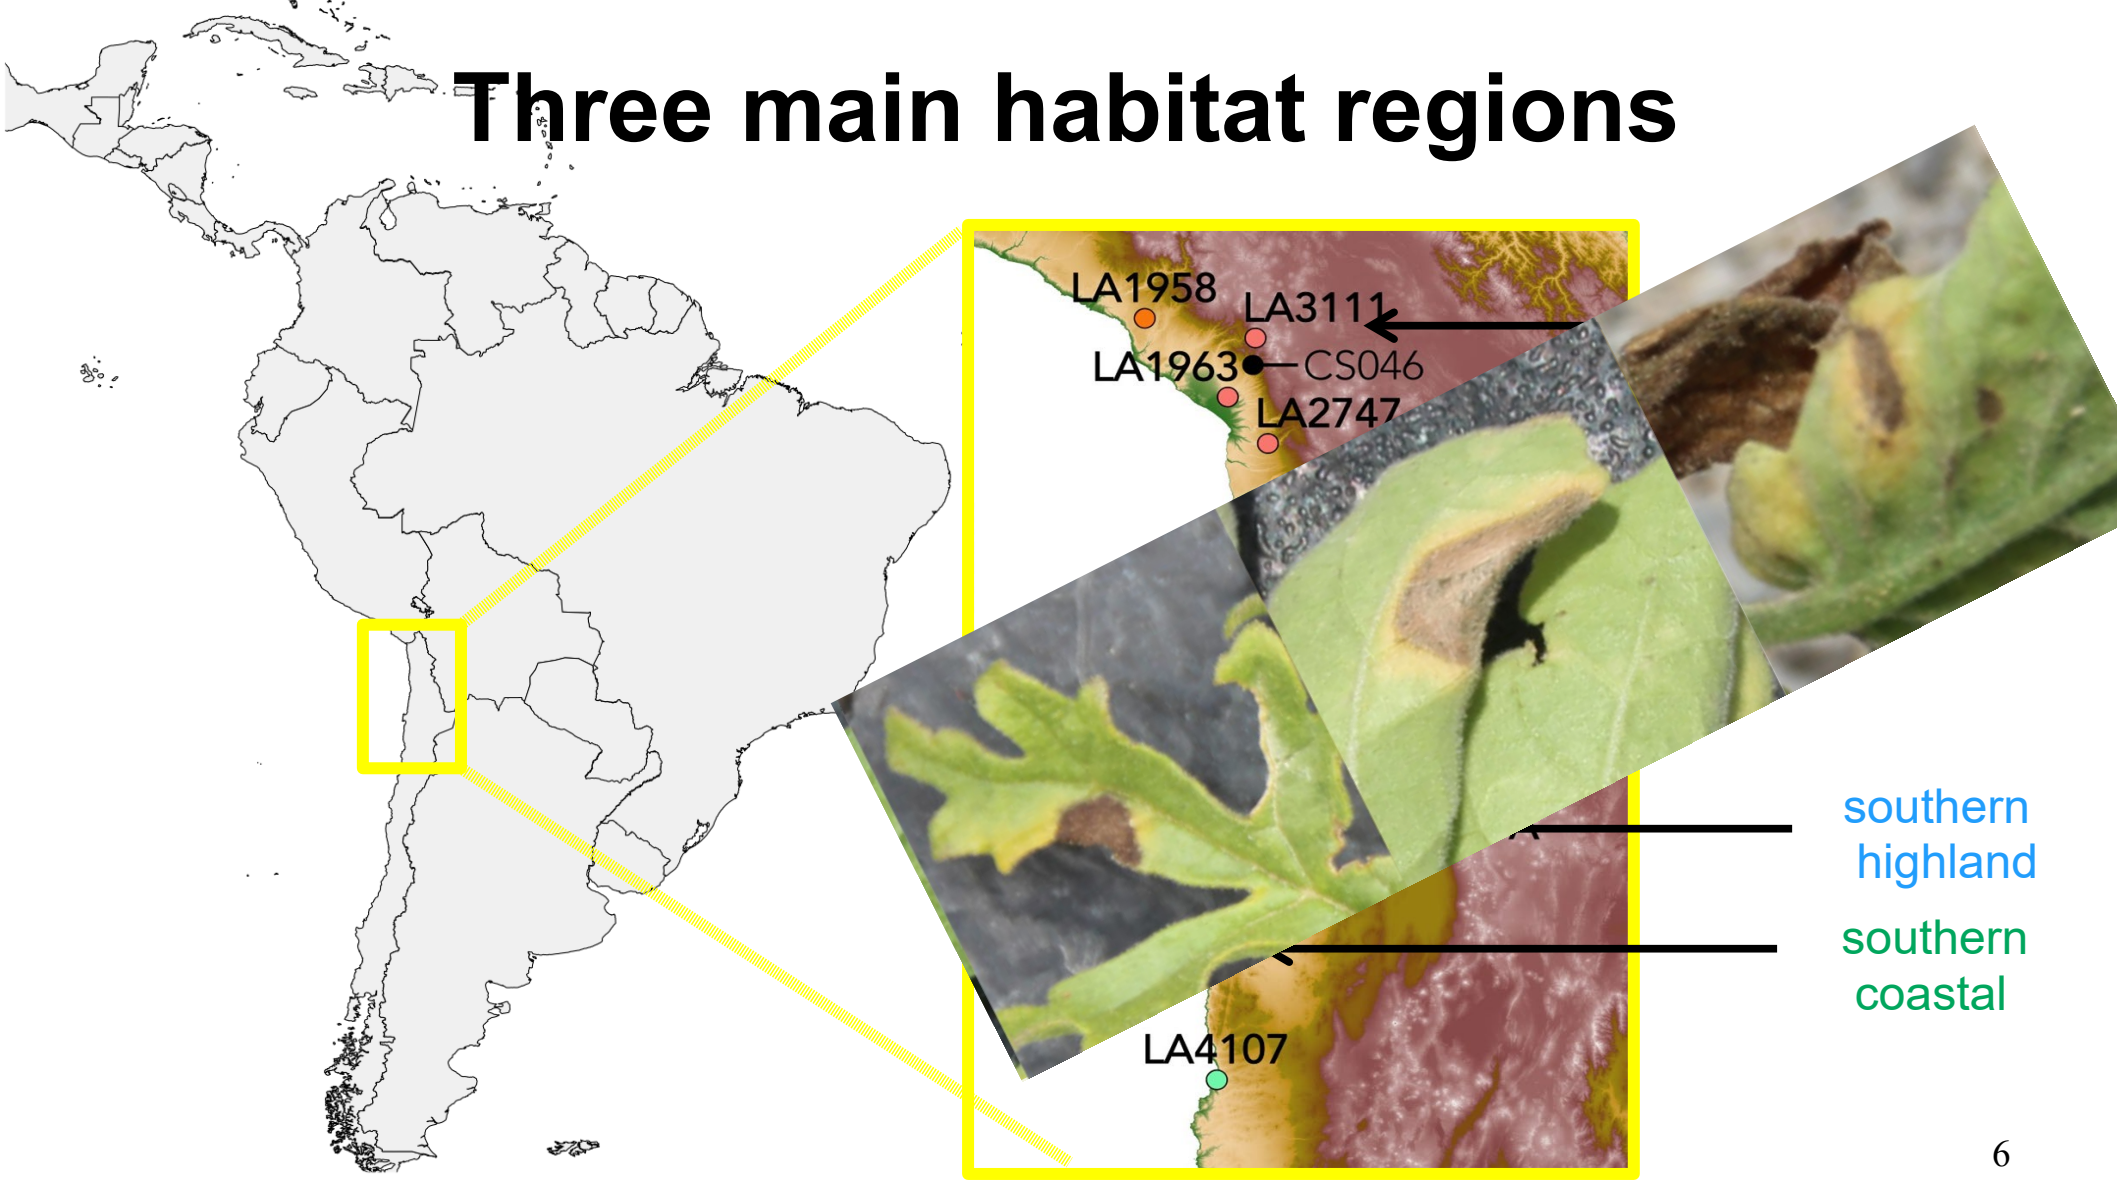 Three main habitat regions
LA1958
LA3111
LA1963
CS046
LA2747
southern
highland
southern
coastal
LA4107
6